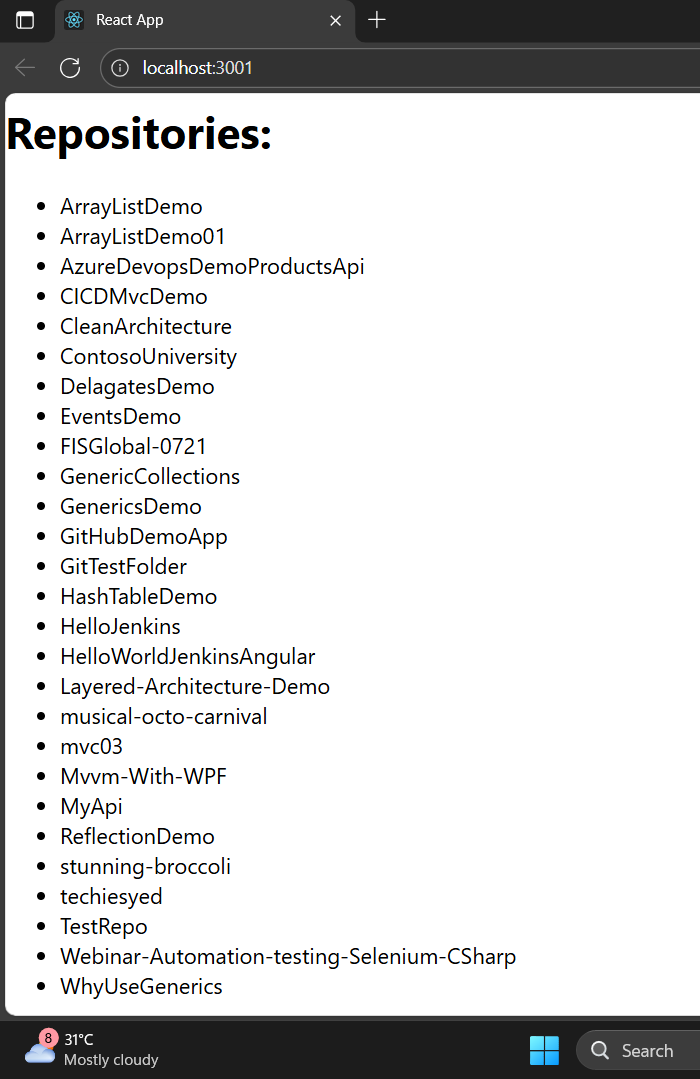 React App
localhost:3001
Repositories:
ArrayListDemo
ArrayListDemo01
AzureDevopsDemoProductsApi
CICDMvcDemo
CleanArchitecture
ContosoUniversity
DelagatesDemo
EventsDemo
FISGlobal-0721
GenericCollections
GenericsDemo
GitHubDemoApp
GitTestFolder
HashTableDemo
HelloJenkins
HelloWorldJenkinsAngular
Layered-Architecture-Demo
musical-octo-carnival
mvc03
Mvvm-With-WPF
MyApi
ReflectionDemo
stunning-broccoli
techiesyed
TestRepo
Webinar-Automation-testing-Selenium-CSharp
WhyUseGenerics
8
31°C
Mostly cloudy
Search